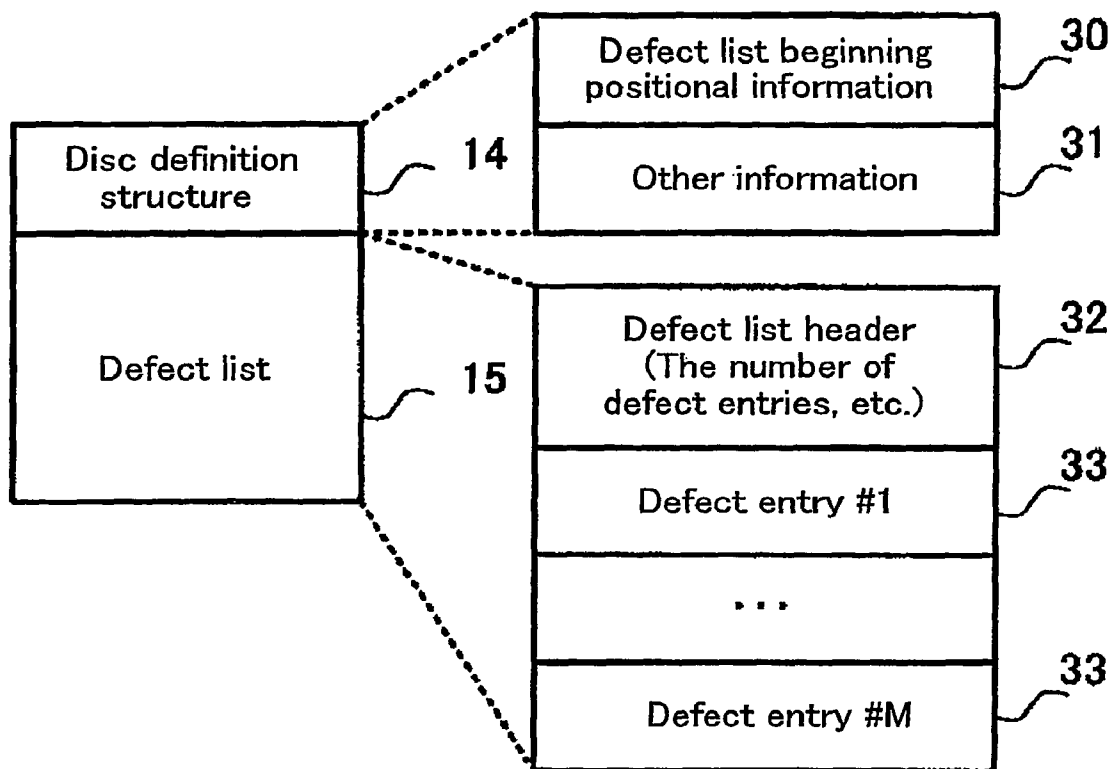 Disc definition
structure
14
Defect list
15
Defect list beginning
positional information
30
Other information
31
Defect list header
(The number of
defect entries, etc.)
32
Defect entry #1
33
...
Defect entry #M
33